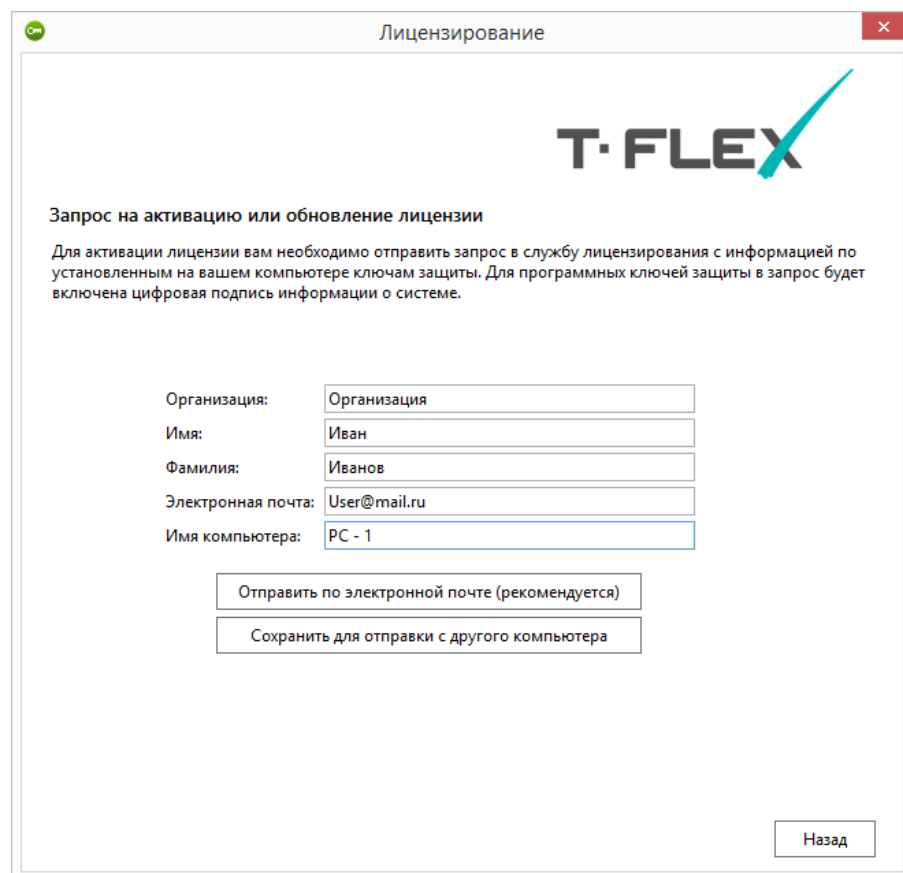 Лицензирование
T-FLEX
Запрос на активацию или обновление лицензии
Для активации лицензии вам необходимо отправить запрос в службу лицензирования с информацией по
установленным на вашем компьютере ключам защиты. Для программных ключей защиты в запрос будет
включена цифровая подпись информации о системе.
Организация: Организация
Имя: Иван
Фамилия: Иванов
Электронная почта: User@mail.ru
Имя компьютера: PC - 1
Отправить по электронной почте (рекомендуется)
Сохранить для отправки с другого компьютера
Назад